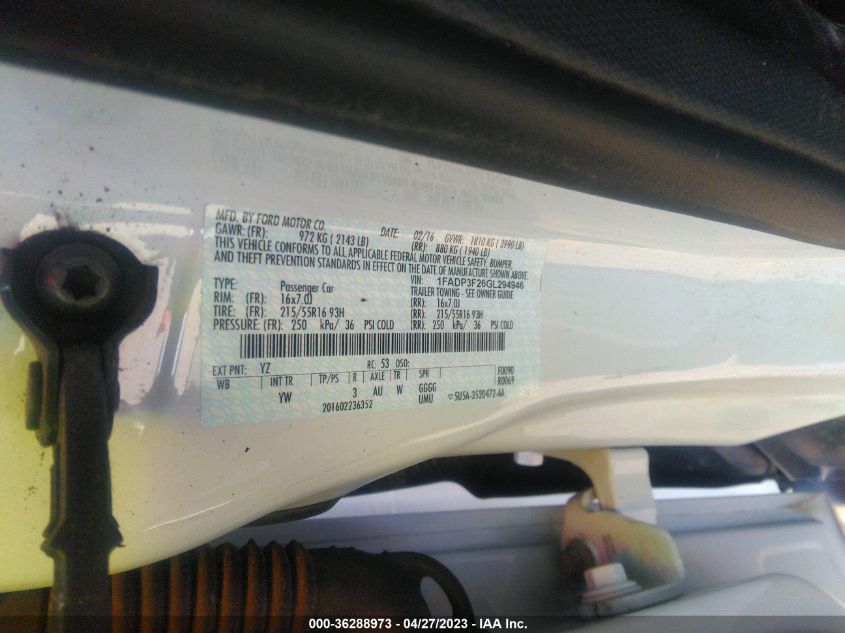 MFD. BY FORD MOTOR CO.
DATE: 02/16 GVWR: 1810 KG ( 3990 LB)
GAWR: (FR): 972 KG ( 2143 LB) (RR): 880 KG ( 1940 LB)
THIS VEHICLE CONFORMS TO ALL APPLICABLE FEDERAL MOTOR VEHICLE SAFETY, BUMPER,
AND THEFT PREVENTION STANDARDS IN EFFECT ON THE DATE OF MANUFACTURE SHOWN ABOVE.
VIN: 1FADP3F26GL294946
TYPE: Passenger Car TRAILER TOWING - SEE OWNER GUIDE
RIM: (FR): 16x7.0J (RR): 16x7.0J
TIRE: (FR): 215/55R16 93H (RR): 215/55R16 93H
PRESSURE: (FR): 250 kPa/ 36 PSI COLD (RR): 250 kPa/ 36 PSI COLD
EXT PNT: YZ RC: 53 DSO: F0090
WB INT TR TP/PS R AXLE TR SPR R0069
YW 3 AU W GGGG
UMU ▽5U5A-3520472-AA
201602236352
000-36288973 - 04/27/2023 - IAA Inc.